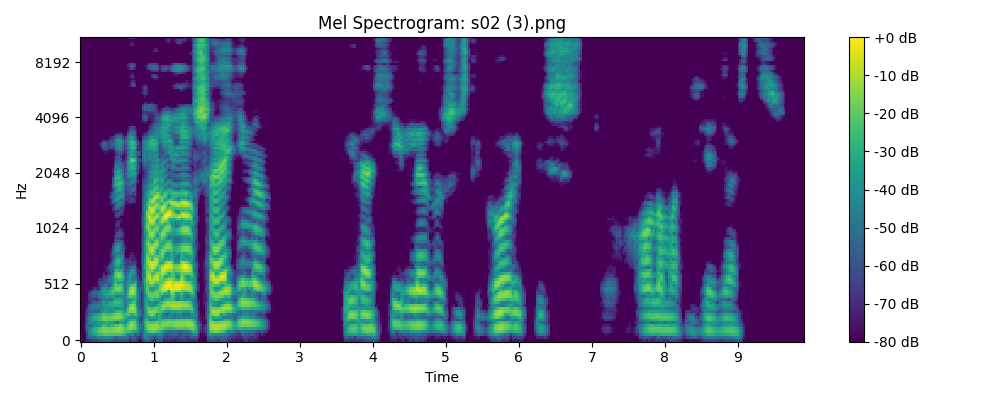 Mel Spectrogram: s02 (3).png
Hz
8192
4096
2048
1024
512
0
0 1 2 3 4 5 6 7 8 9
Time
+0 dB
-10 dB
-20 dB
-30 dB
-40 dB
-50 dB
-60 dB
-70 dB
-80 dB